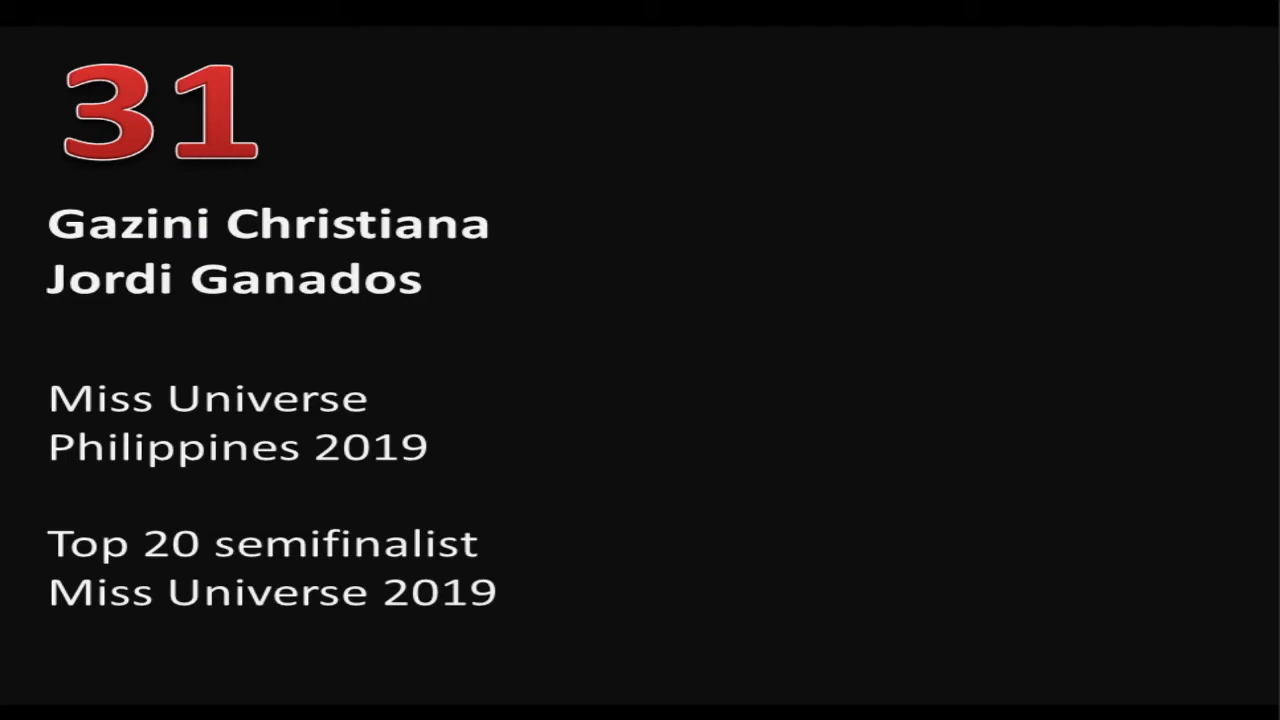 31
Gazini Christiana
Jordi Ganados
Miss Universe
Philippines 2019
Top 20 semifinalist
Miss Universe 2019